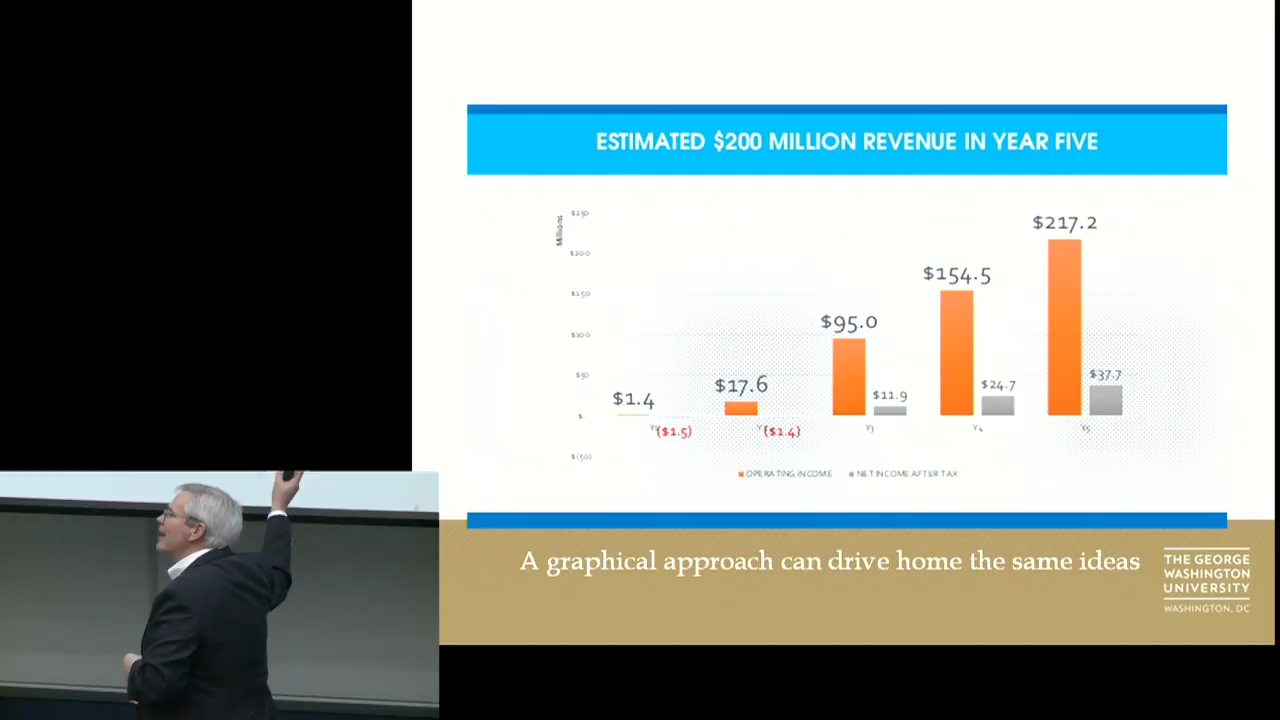 ESTIMATED $200 MILLION REVENUE IN YEAR FIVE
Millions
$250
$200
$150
$100
$50
$-
$(50)
$1.4
($1.5)
$17.6
($1.4)
$95.0
$11.9
Y3
$154.5
$24.7
Y4
$217.2
$37.7
Y5
OPERATING INCOME
NET INCOME AFTER TAX
A graphical approach can drive home the same ideas
THE GEORGE
WASHINGTON
UNIVERSITY
WASHINGTON, DC